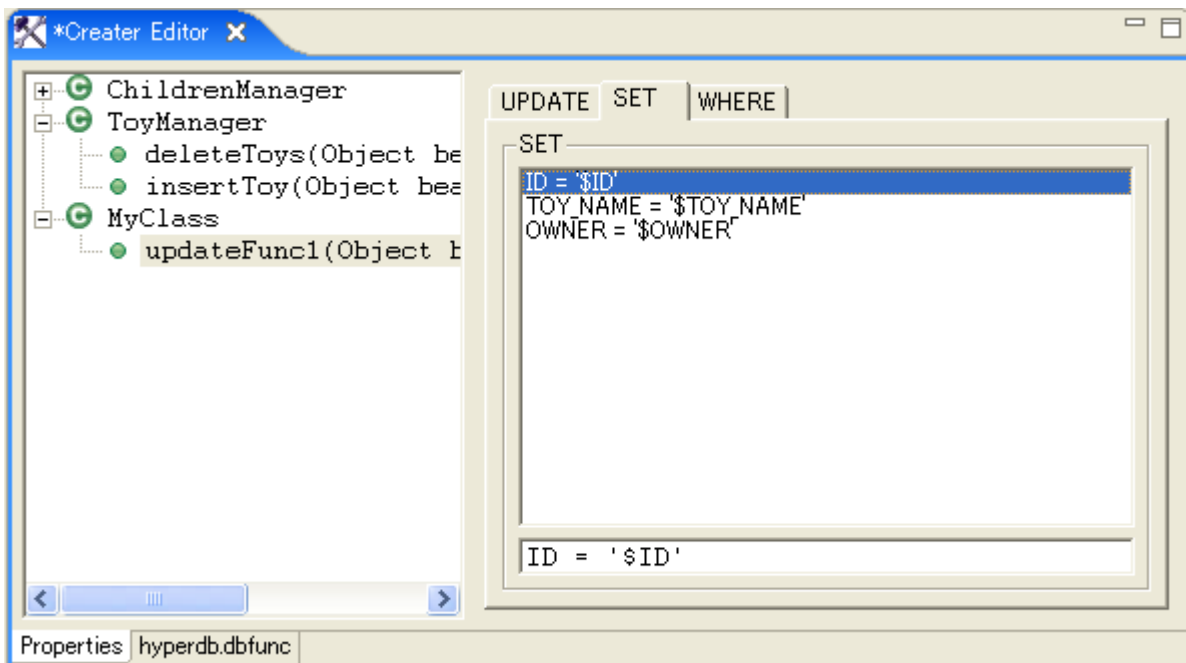 *Creater Editor
ChildrenManager
ToyManager
deleteToys(Object be
insertToy(Object bea
MyClass
updateFunc1(Object b
UPDATE SET WHERE
SET
ID = '$ID'
TOY_NAME = '$TOY_NAME'
OWNER = '$OWNER'
ID = '$ID'
Properties hyperdb.dbfunc